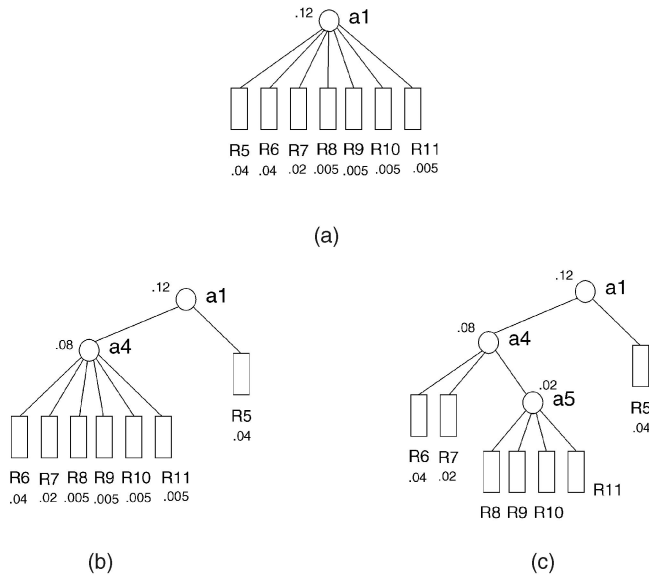 .12 a1
R5 R6 R7 R8 R9 R10 R11
.04 .04 .02 .005 .005 .005 .005
(a)
.12 a1
.08 a4
R5
.04
R6 R7 R8 R9 R10 R11
.04 .02 .005 .005 .005 .005
(b)
.12 a1
.08 a4
.02 a5
R5
.04
R6 R7
.04 .02
R8 R9 R10 R11
(c)